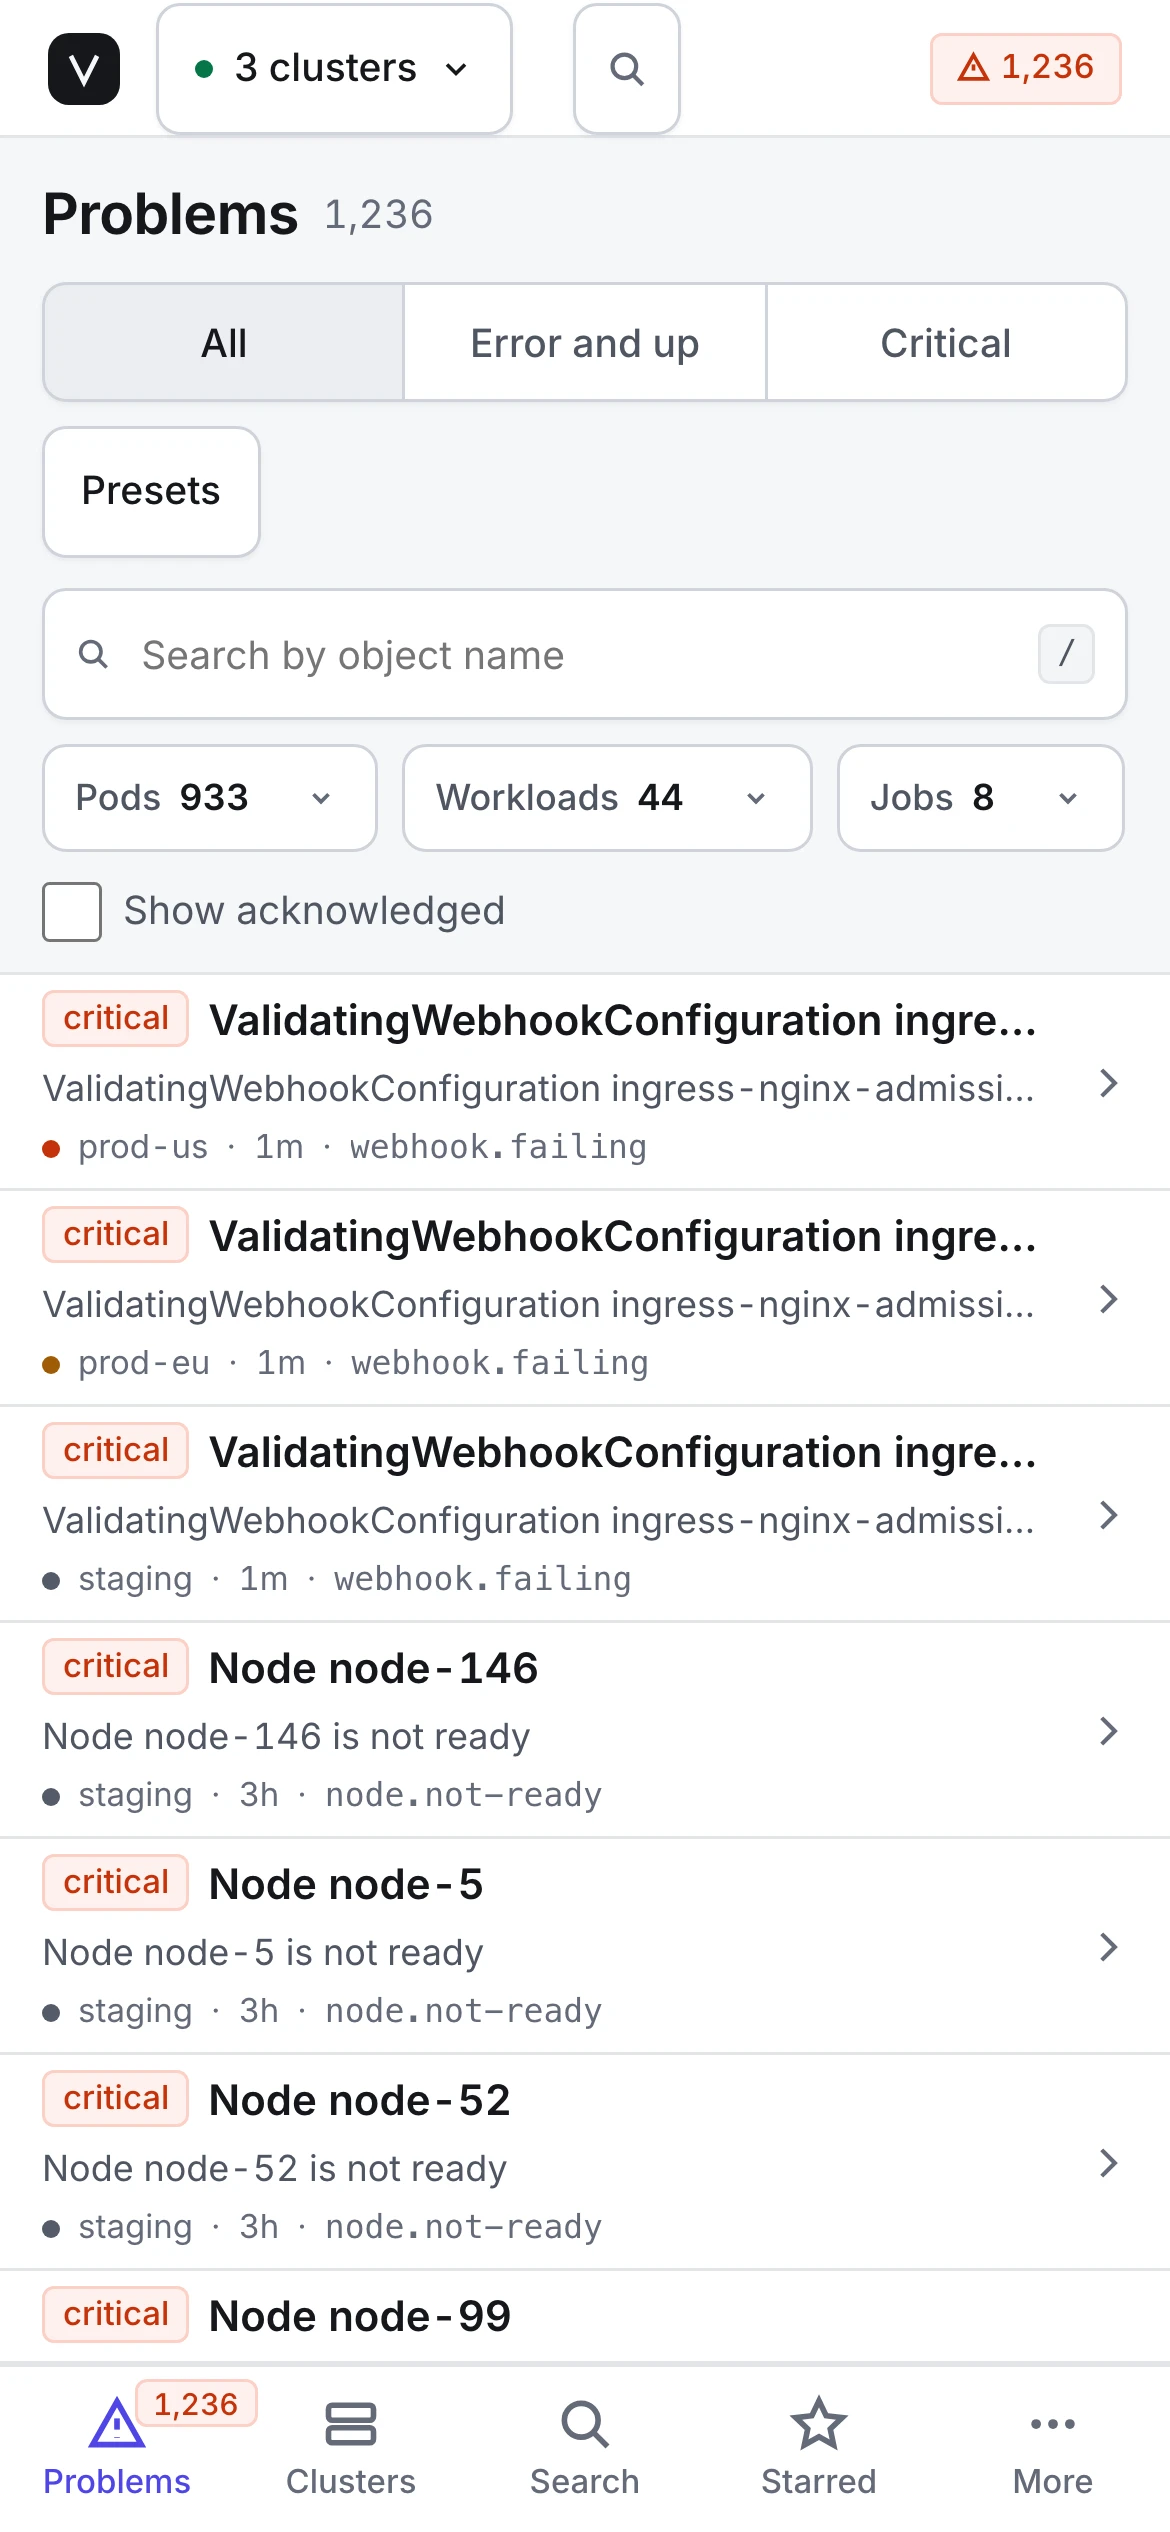 V 3 clusters 1,236
Problems 1,236
All Error and up Critical
Presets
Search by object name /
Pods 933 Workloads 44 Jobs 8
Show acknowledged
critical ValidatingWebhookConfiguration ingre...
ValidatingWebhookConfiguration ingress-nginx-admissi...
prod-us · 1m · webhook.failing
critical ValidatingWebhookConfiguration ingre...
ValidatingWebhookConfiguration ingress-nginx-admissi...
prod-eu · 1m · webhook.failing
critical ValidatingWebhookConfiguration ingre...
ValidatingWebhookConfiguration ingress-nginx-admissi...
staging · 1m · webhook.failing
critical Node node-146
Node node-146 is not ready
staging · 3h · node.not-ready
critical Node node-5
Node node-5 is not ready
staging · 3h · node.not-ready
critical Node node-52
Node node-52 is not ready
staging · 3h · node.not-ready
critical Node node-99
1,236
Problems Clusters Search Starred More